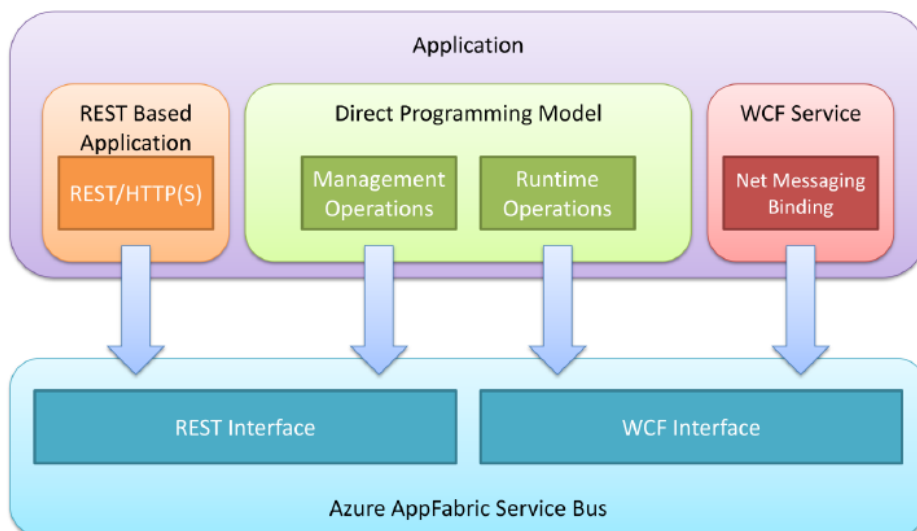 Application
REST Based
Application
REST/HTTP(S)
Direct Programming Model
Management
Operations
Runtime
Operations
WCF Service
Net Messaging
Binding
REST Interface
WCF Interface
Azure AppFabric Service Bus